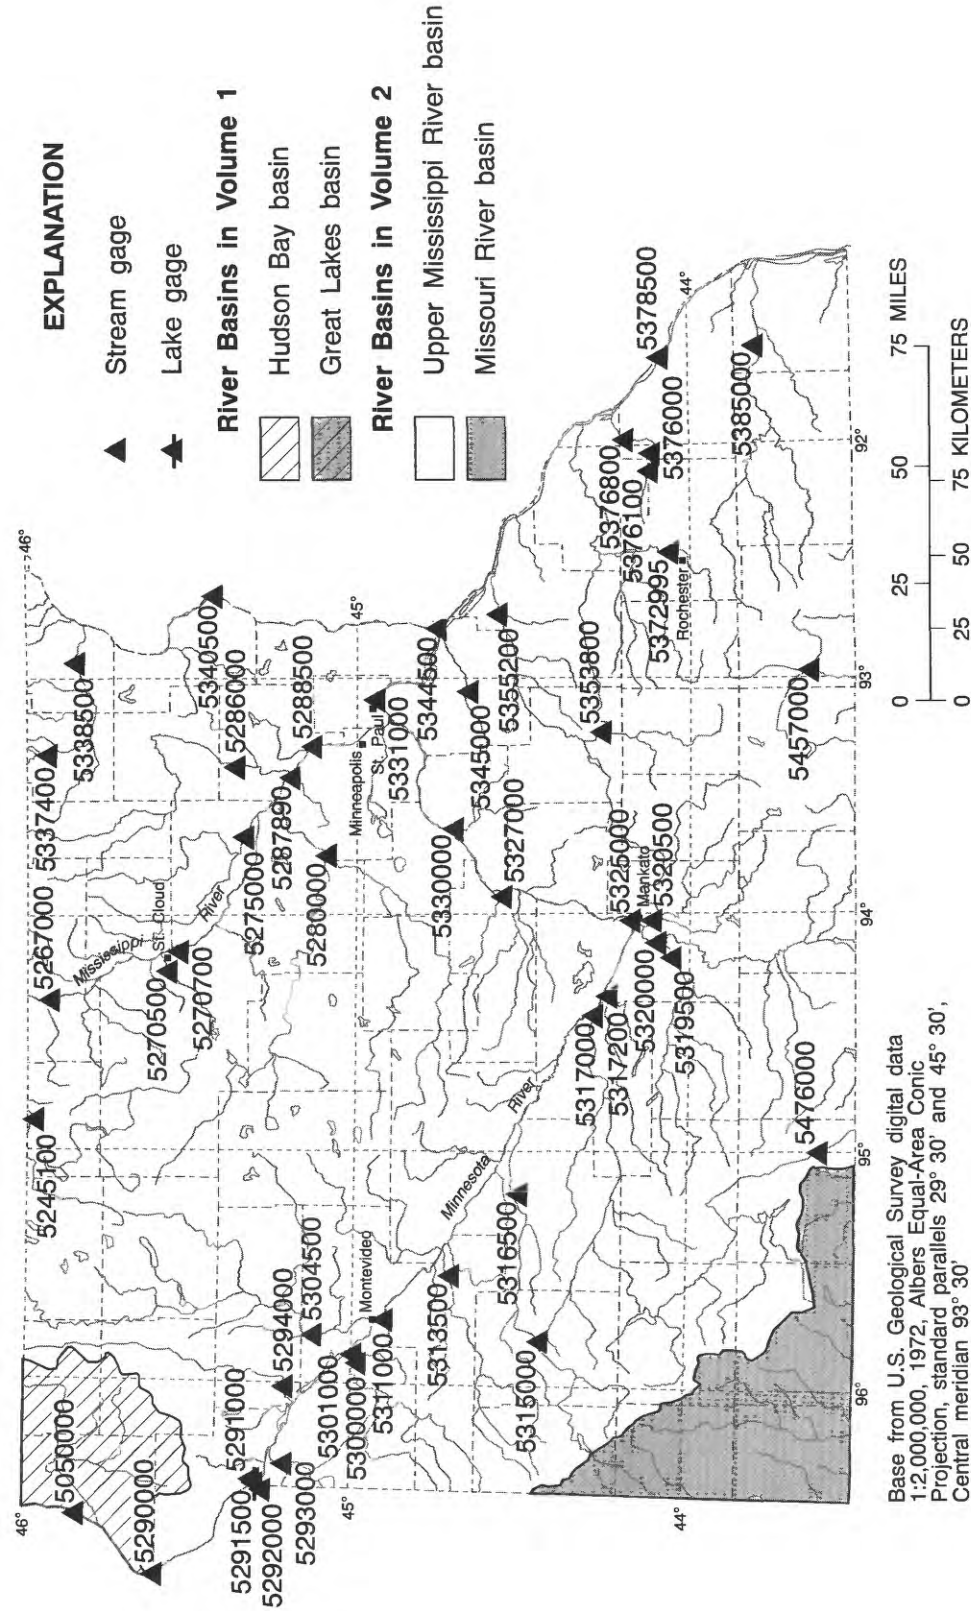 EXPLANATION
Stream gage
Lake gage
River Basins in Volume 1
Hudson Bay basin
Great Lakes basin
River Basins in Volume 2
Upper Mississippi River basin
Missouri River basin
46°
46°
5050000
5290000
5245100
5267000
5337400
5338500
Mississippi
River
St. Cloud
5270500
5270700
5275000
5340500
5286000
5287890
5288500
5280000
5291500
5291000
5292000
5293000
5294000
5304500
5301000
5300000
5311000
Montevideo
45°
45°
Minneapolis
St. Paul
5331000
5344500
5345000
5355200
5330000
5327000
5313500
5316500
5315000
Minnesota
River
5317000
5317200
5320000
5319500
5325000
Mankato
5320500
5353800
5372995
Rochester
5376100
5376800
5376000
5378500
5385000
44°
44°
5476000
5457000
96°
95°
94°
93°
92°
0 25 50 75 MILES
0 25 50 75 KILOMETERS
Base from U.S. Geological Survey digital data
1:2,000,000, 1972, Albers Equal-Area Conic
Projection, standard parallels 29° 30' and 45° 30',
Central meridian 93° 30'